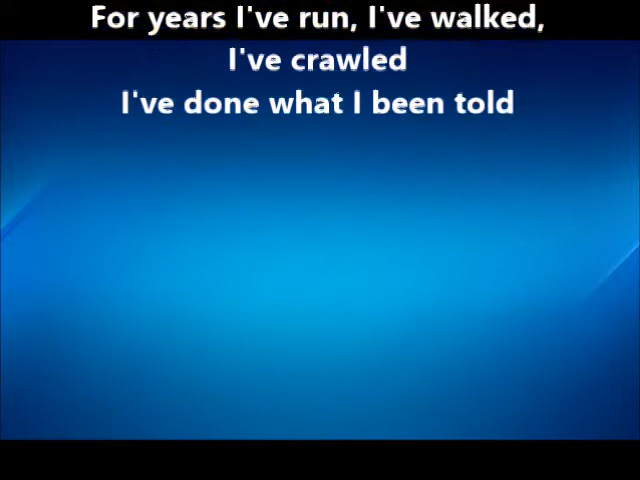 For years I've run, I've walked,
I've crawled
I've done what I been told